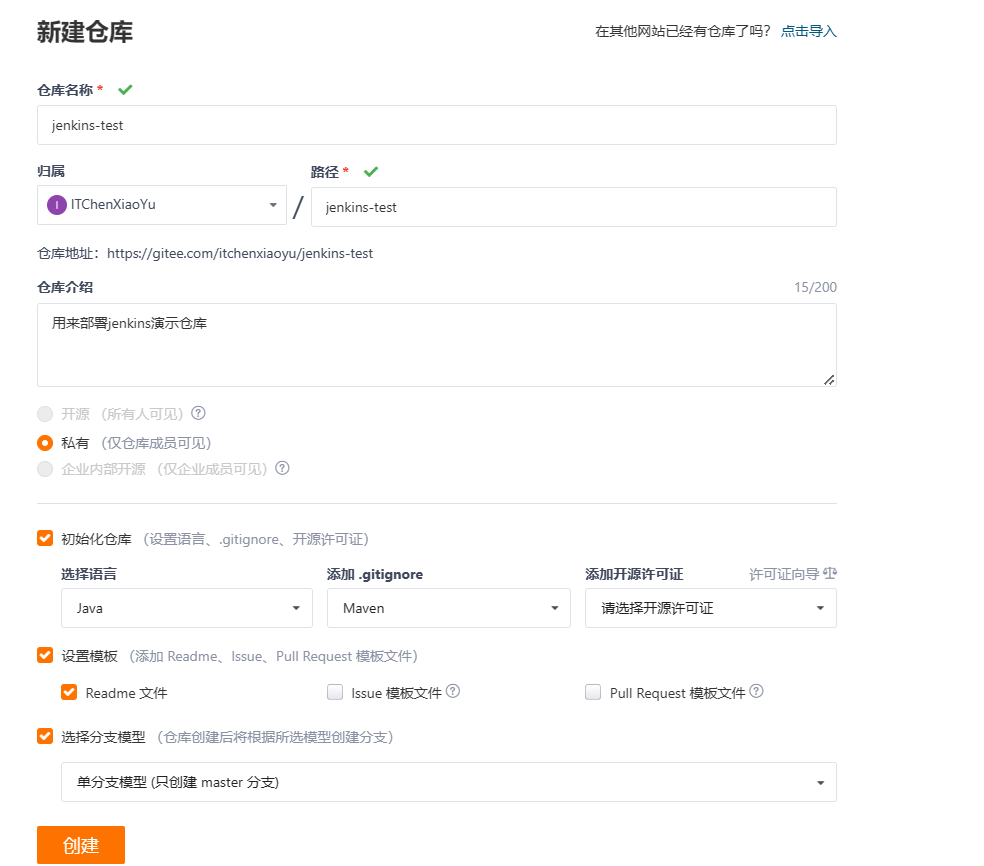 新建仓库
在其他网站已经有仓库了吗？ 点击导入
仓库名称 *
jenkins-test
归属
路径 *
I ITChenXiaoYu / jenkins-test
仓库地址：https://gitee.com/itchenxiaoyu/jenkins-test
仓库介绍 15/200
用来部署jenkins演示仓库
开源 （所有人可见） ?
私有 （仅仓库成员可见）
企业内部开源 （仅企业成员可见） ?
初始化仓库 （设置语言、.gitignore、开源许可证）
选择语言 添加 .gitignore 添加开源许可证 许可证向导
Java Maven 请选择开源许可证
设置模板 （添加 Readme、Issue、Pull Request 模板文件）
Readme 文件 Issue 模板文件 ? Pull Request 模板文件 ?
选择分支模型 （仓库创建后将根据所选模型创建分支）
单分支模型 (只创建 master 分支)
创建